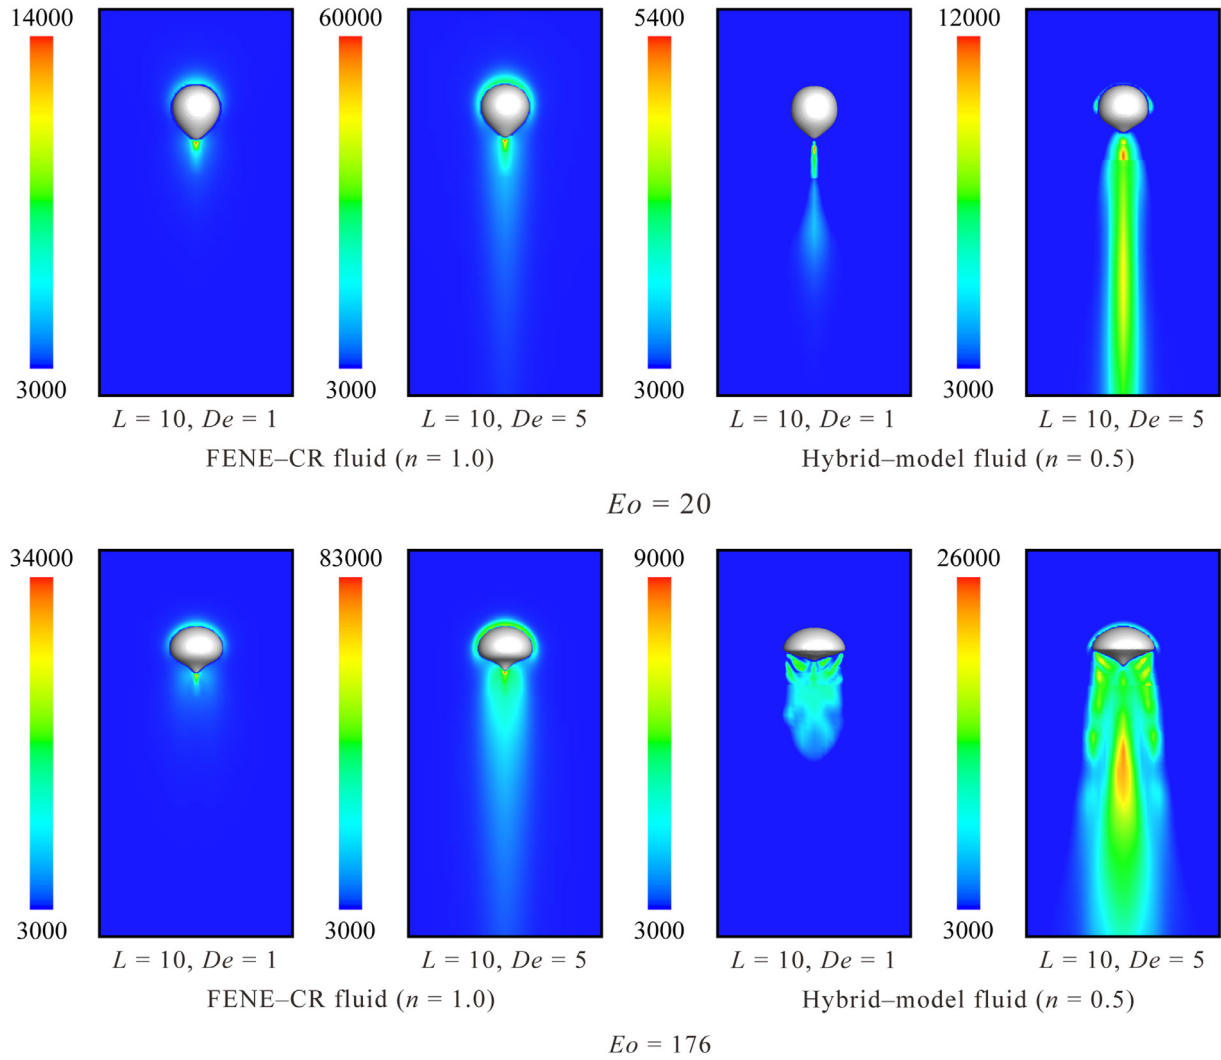 14000 60000 5400 12000
3000 3000 3000 3000
L = 10, De = 1 L = 10, De = 5 L = 10, De = 1 L = 10, De = 5
FENE–CR fluid (n = 1.0) Hybrid–model fluid (n = 0.5)
Eo = 20
34000 83000 9000 26000
3000 3000 3000 3000
L = 10, De = 1 L = 10, De = 5 L = 10, De = 1 L = 10, De = 5
FENE–CR fluid (n = 1.0) Hybrid–model fluid (n = 0.5)
Eo = 176